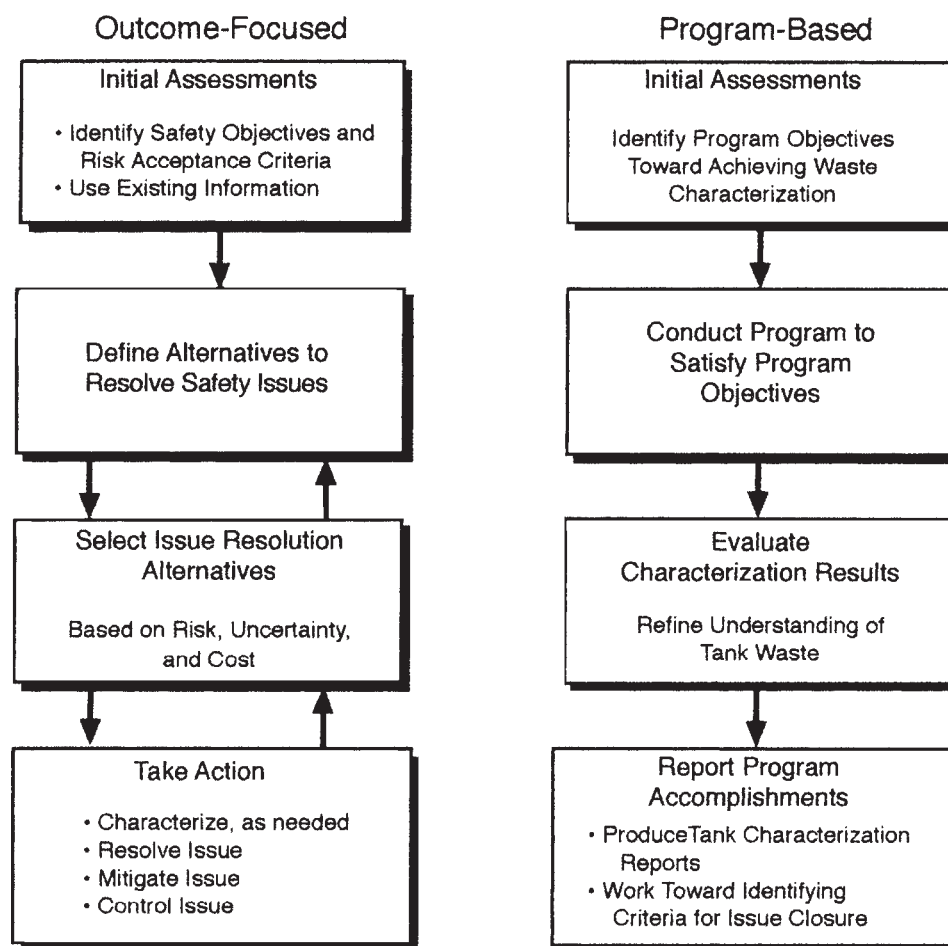 Outcome-Focused
Initial Assessments
• Identify Safety Objectives and
Risk Acceptance Criteria
• Use Existing Information
Define Alternatives to
Resolve Safety Issues
Select Issue Resolution
Alternatives
Based on Risk, Uncertainty,
and Cost
Take Action
• Characterize, as needed
• Resolve Issue
• Mitigate Issue
• Control Issue
Program-Based
Initial Assessments
Identify Program Objectives
Toward Achieving Waste
Characterization
Conduct Program to
Satisfy Program
Objectives
Evaluate
Characterization Results
Refine Understanding of
Tank Waste
Report Program
Accomplishments
• ProduceTank Characterization
Reports
• Work Toward Identifying
Criteria for Issue Closure